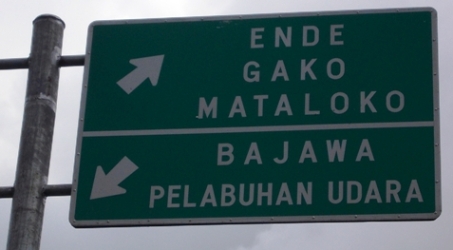 ENDE
GAKO
MATALOKO
BAJAWA
PELABUHAN UDARA